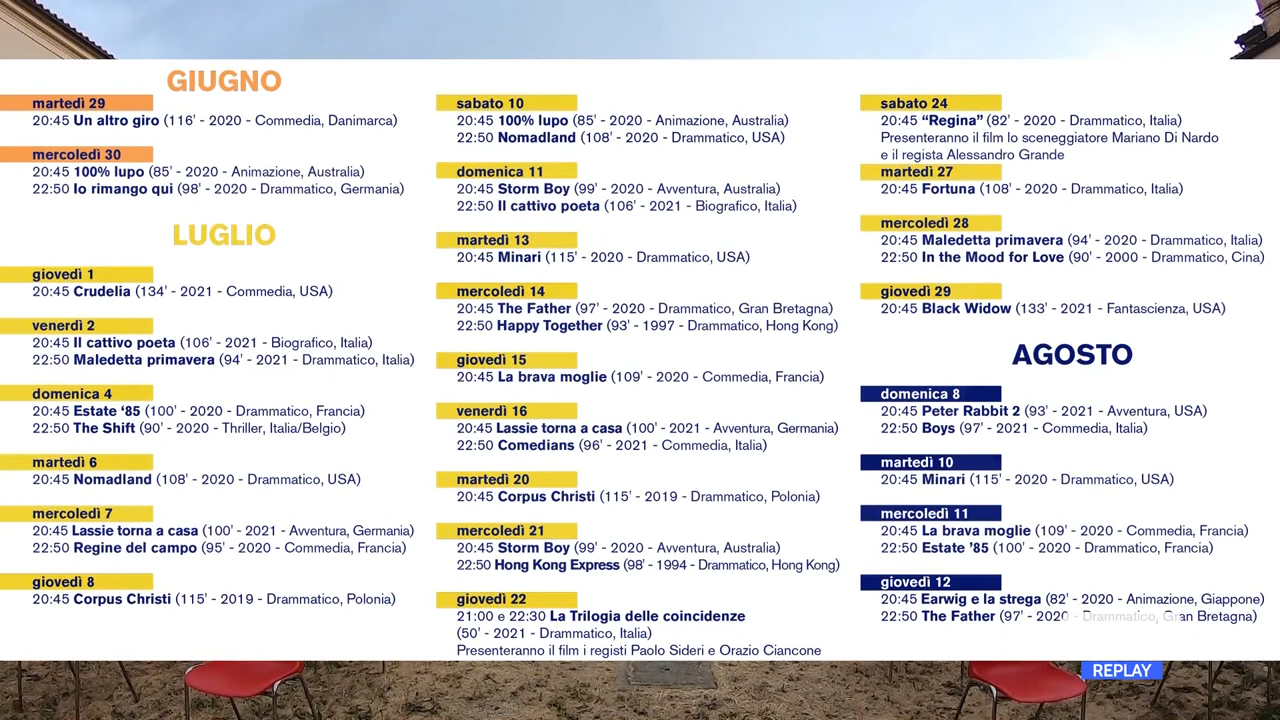 GIUGNO
martedì 29
20:45 Un altro giro (116' - 2020 - Commedia, Danimarca)
mercoledì 30
20:45 100% lupo (85' - 2020 - Animazione, Australia)
22:50 Io rimango qui (98' - 2020 - Drammatico, Germania)
LUGLIO
giovedì 1
20:45 Crudelia (134' - 2021 - Commedia, USA)
venerdì 2
20:45 Il cattivo poeta (106' - 2021 - Biografico, Italia)
22:50 Maledetta primavera (94' - 2021 - Drammatico, Italia)
domenica 4
20:45 Estate ‘85 (100' - 2020 - Drammatico, Francia)
22:50 The Shift (90' - 2020 - Thriller, Italia/Belgio)
martedì 6
20:45 Nomadland (108' - 2020 - Drammatico, USA)
mercoledì 7
20:45 Lassie torna a casa (100' - 2021 - Avventura, Germania)
22:50 Regine del campo (95' - 2020 - Commedia, Francia)
giovedì 8
20:45 Corpus Christi (115' - 2019 - Drammatico, Polonia)
sabato 10
20:45 100% lupo (85' - 2020 - Animazione, Australia)
22:50 Nomadland (108' - 2020 - Drammatico, USA)
domenica 11
20:45 Storm Boy (99' - 2020 - Avventura, Australia)
22:50 Il cattivo poeta (106' - 2021 - Biografico, Italia)
martedì 13
20:45 Minari (115' - 2020 - Drammatico, USA)
mercoledì 14
20:45 The Father (97' - 2020 - Drammatico, Gran Bretagna)
22:50 Happy Together (93' - 1997 - Drammatico, Hong Kong)
giovedì 15
20:45 La brava moglie (109' - 2020 - Commedia, Francia)
venerdì 16
20:45 Lassie torna a casa (100' - 2021 - Avventura, Germania)
22:50 Comedians (96' - 2021 - Commedia, Italia)
martedì 20
20:45 Corpus Christi (115' - 2019 - Drammatico, Polonia)
mercoledì 21
20:45 Storm Boy (99' - 2020 - Avventura, Australia)
22:50 Hong Kong Express (98' - 1994 - Drammatico, Hong Kong)
giovedì 22
21:00 e 22:30 La Trilogia delle coincidenze
(50' - 2021 - Drammatico, Italia)
Presenteranno il film i registi Paolo Sideri e Orazio Ciancone
sabato 24
20:45 “Regina” (82' - 2020 - Drammatico, Italia)
Presenteranno il film lo sceneggiatore Mariano Di Nardo
e il regista Alessandro Grande
martedì 27
20:45 Fortuna (108' - 2020 - Drammatico, Italia)
mercoledì 28
20:45 Maledetta primavera (94' - 2020 - Drammatico, Italia)
22:50 In the Mood for Love (90' - 2000 - Drammatico, Cina)
giovedì 29
20:45 Black Widow (133' - 2021 - Fantascienza, USA)
AGOSTO
domenica 8
20:45 Peter Rabbit 2 (93' - 2021 - Avventura, USA)
22:50 Boys (97' - 2021 - Commedia, Italia)
martedì 10
20:45 Minari (115' - 2020 - Drammatico, USA)
mercoledì 11
20:45 La brava moglie (109' - 2020 - Commedia, Francia)
22:50 Estate ’85 (100' - 2020 - Drammatico, Francia)
giovedì 12
20:45 Earwig e la strega (82' - 2020 - Animazione, Giappone)
22:50 The Father (97' - 2020 - Drammatico, Gran Bretagna)
REPLAY